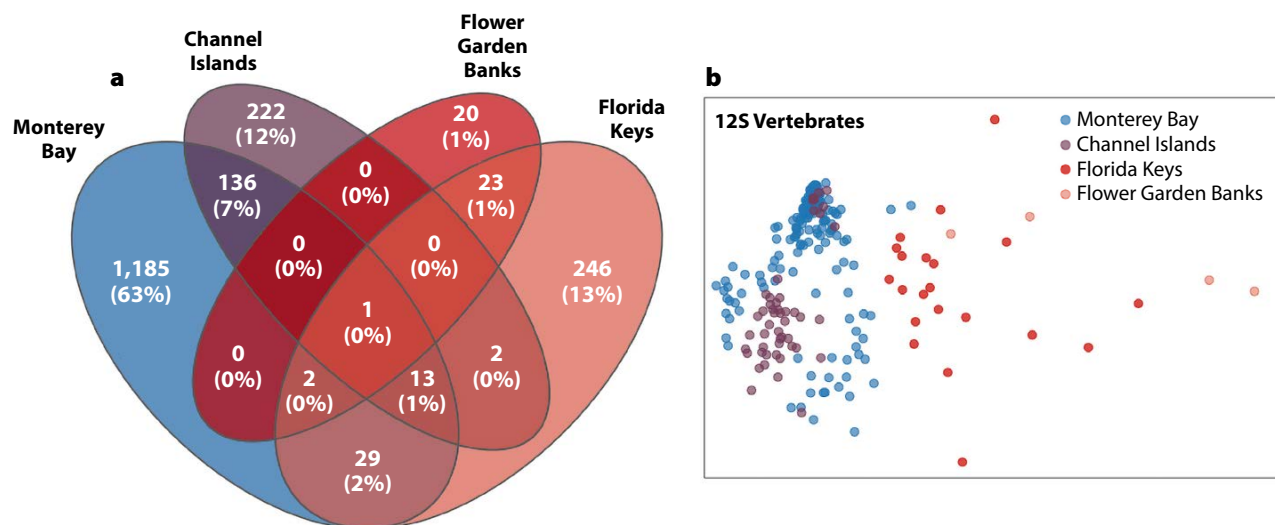 a
Monterey
Bay
Channel
Islands
Flower
Garden
Banks
Florida
Keys
222
(12%)
20
(1%)
136
(7%)
0
(0%)
23
(1%)
1,185
(63%)
0
(0%)
0
(0%)
246
(13%)
1
(0%)
0
(0%)
2
(0%)
13
(1%)
2
(0%)
29
(2%)
b
12S Vertebrates
Monterey Bay
Channel Islands
Florida Keys
Flower Garden Banks